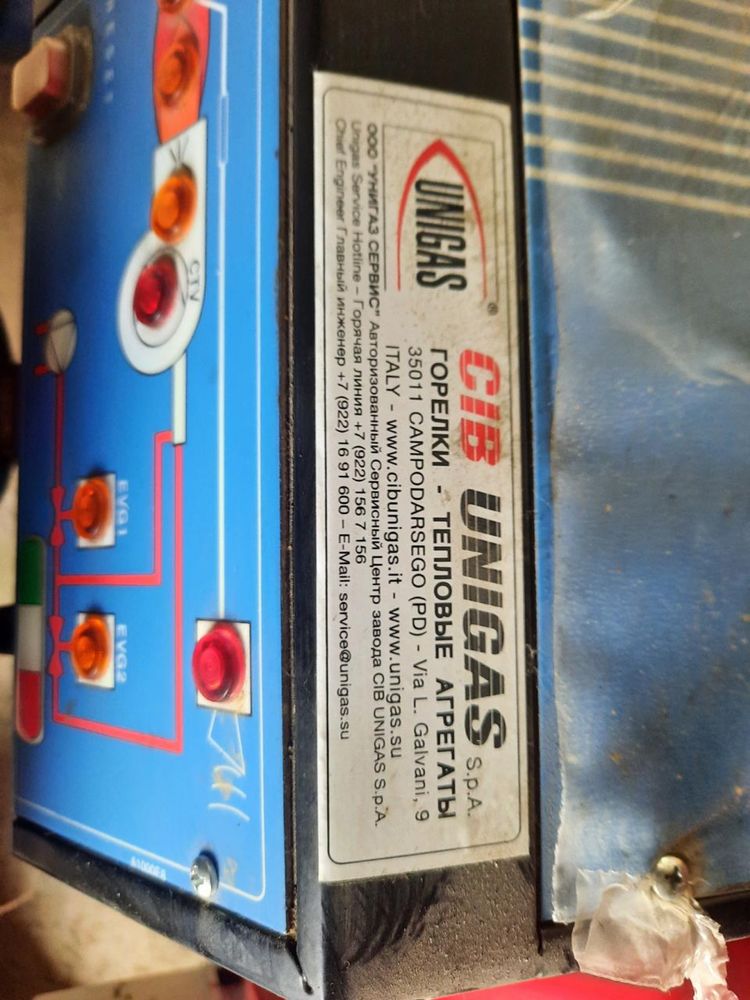 UNIGAS ®
CIB UNIGAS S.p.A.
ГОРЕЛКИ - ТЕПЛОВЫЕ АГРЕГАТЫ
35011 CAMPODARSEGO (PD) - Via L. Galvani, 9
ITALY - www.cibunigas.it - www.unigas.su
ООО "УНИГАЗ СЕРВИС" Авторизованный Сервисный Центр завода CIB UNIGAS S.p.A.
Unigas Service Hotline – Горячая линия +7 (922) 156 7 156
Chief Engineer Главный инженер +7 (922) 16 91 600 – E-Mail: service@unigas.su
RESET
CTV
EVG1
EVG2